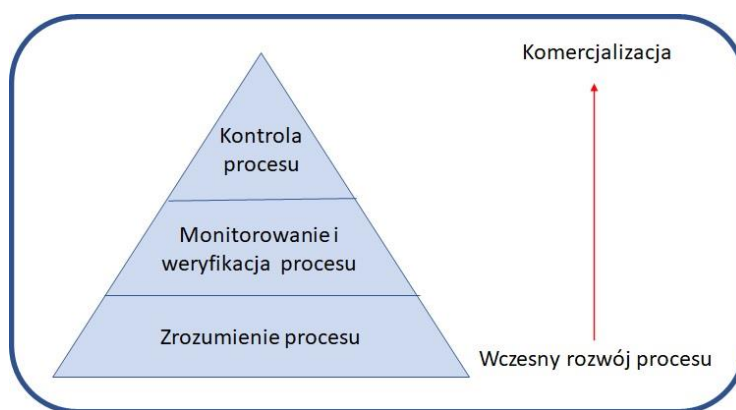 Komercjalizacja
Kontrola
procesu
Monitorowanie i
weryfikacja procesu
Zrozumienie procesu
Wczesny rozwój procesu